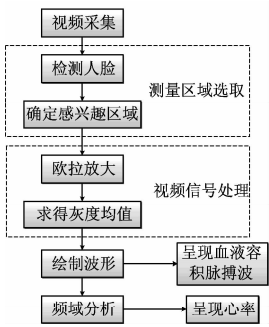 视频采集
检测人脸
测量区域选取
确定感兴趣区域
欧拉放大
视频信号处理
求得灰度均值
绘制波形
呈现血液容
积脉搏波
频域分析
呈现心率